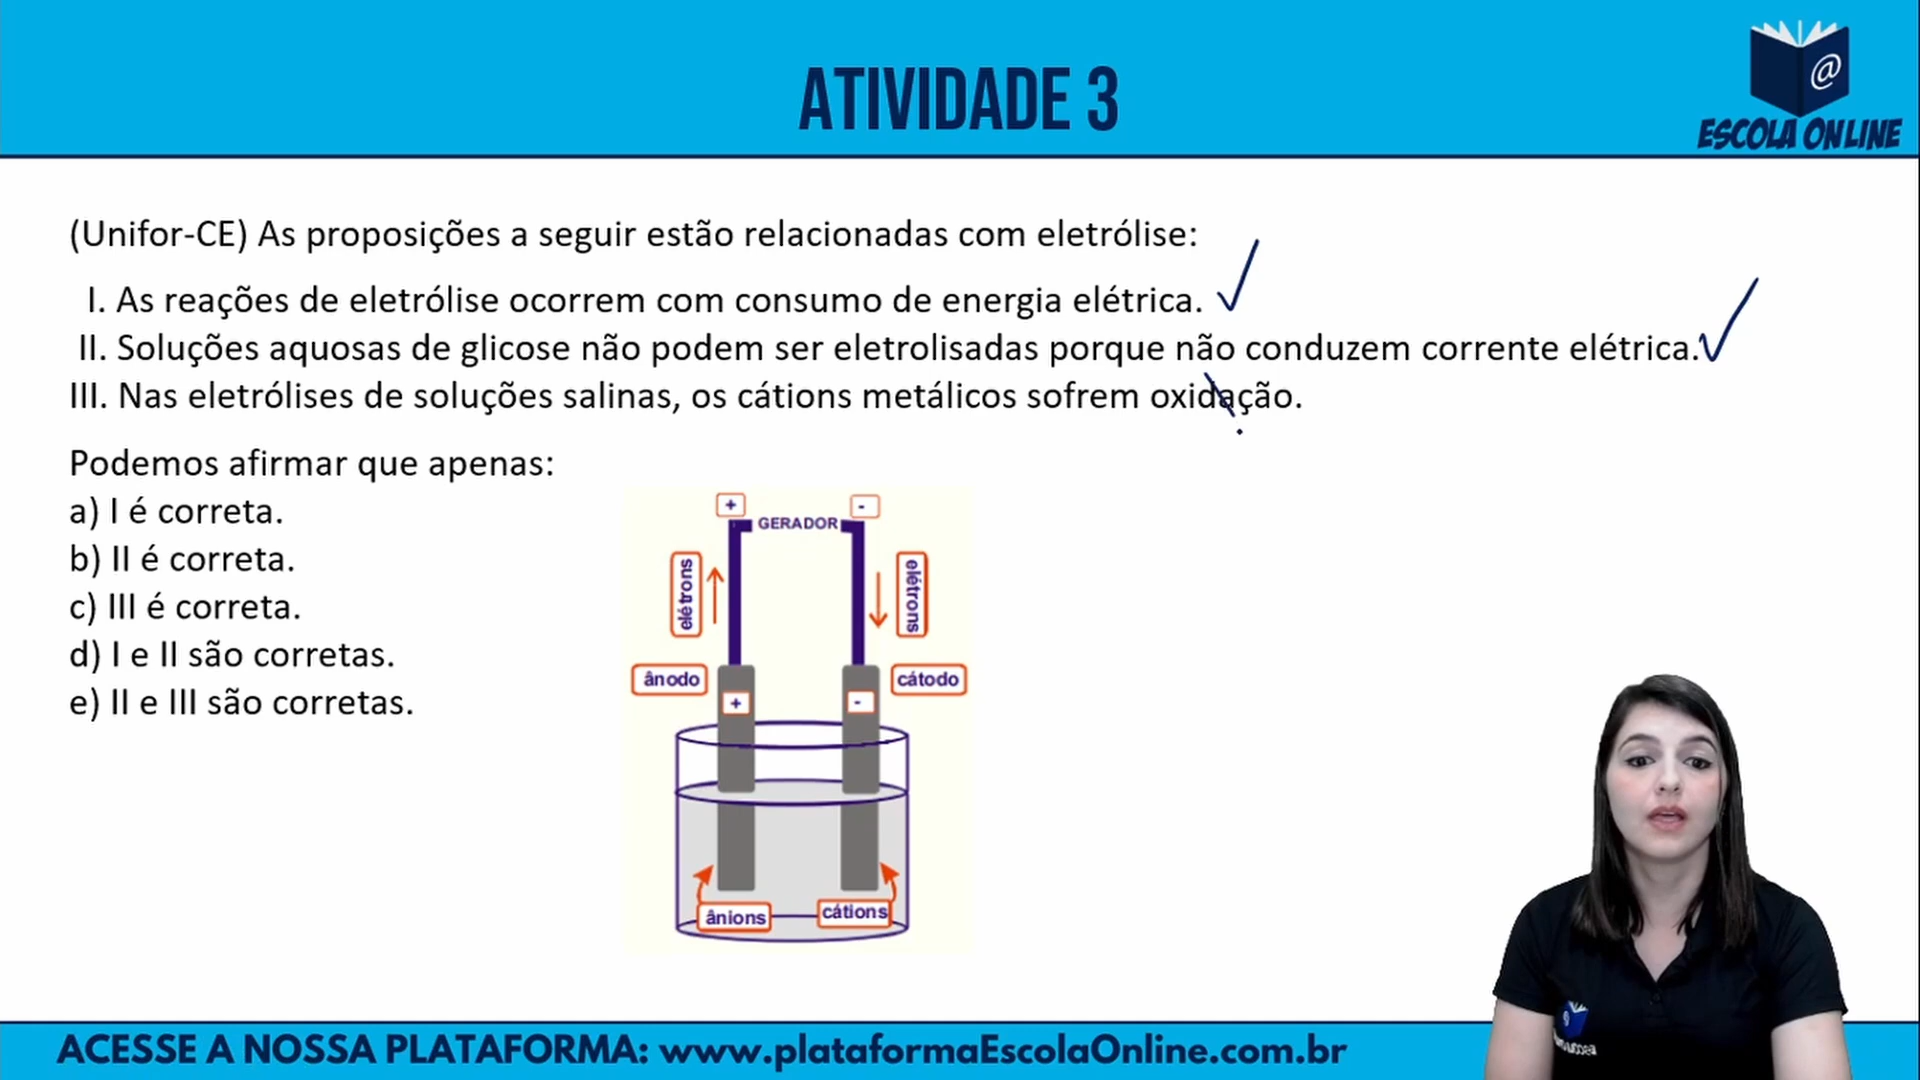 ATIVIDADE 3
@
ESCOLA ONLINE
(Unifor-CE) As proposições a seguir estão relacionadas com eletrólise:
I. As reações de eletrólise ocorrem com consumo de energia elétrica.
II. Soluções aquosas de glicose não podem ser eletrolisadas porque não conduzem corrente elétrica.
III. Nas eletrólises de soluções salinas, os cátions metálicos sofrem oxidação.
Podemos afirmar que apenas:
a) I é correta.
b) II é correta.
c) III é correta.
d) I e II são corretas.
e) II e III são corretas.
+ -
GERADOR
elétrons elétrons
ânodo cátodo
+ -
ânions cátions
ACESSE A NOSSA PLATAFORMA: www.plataformaEscolaOnline.com.br